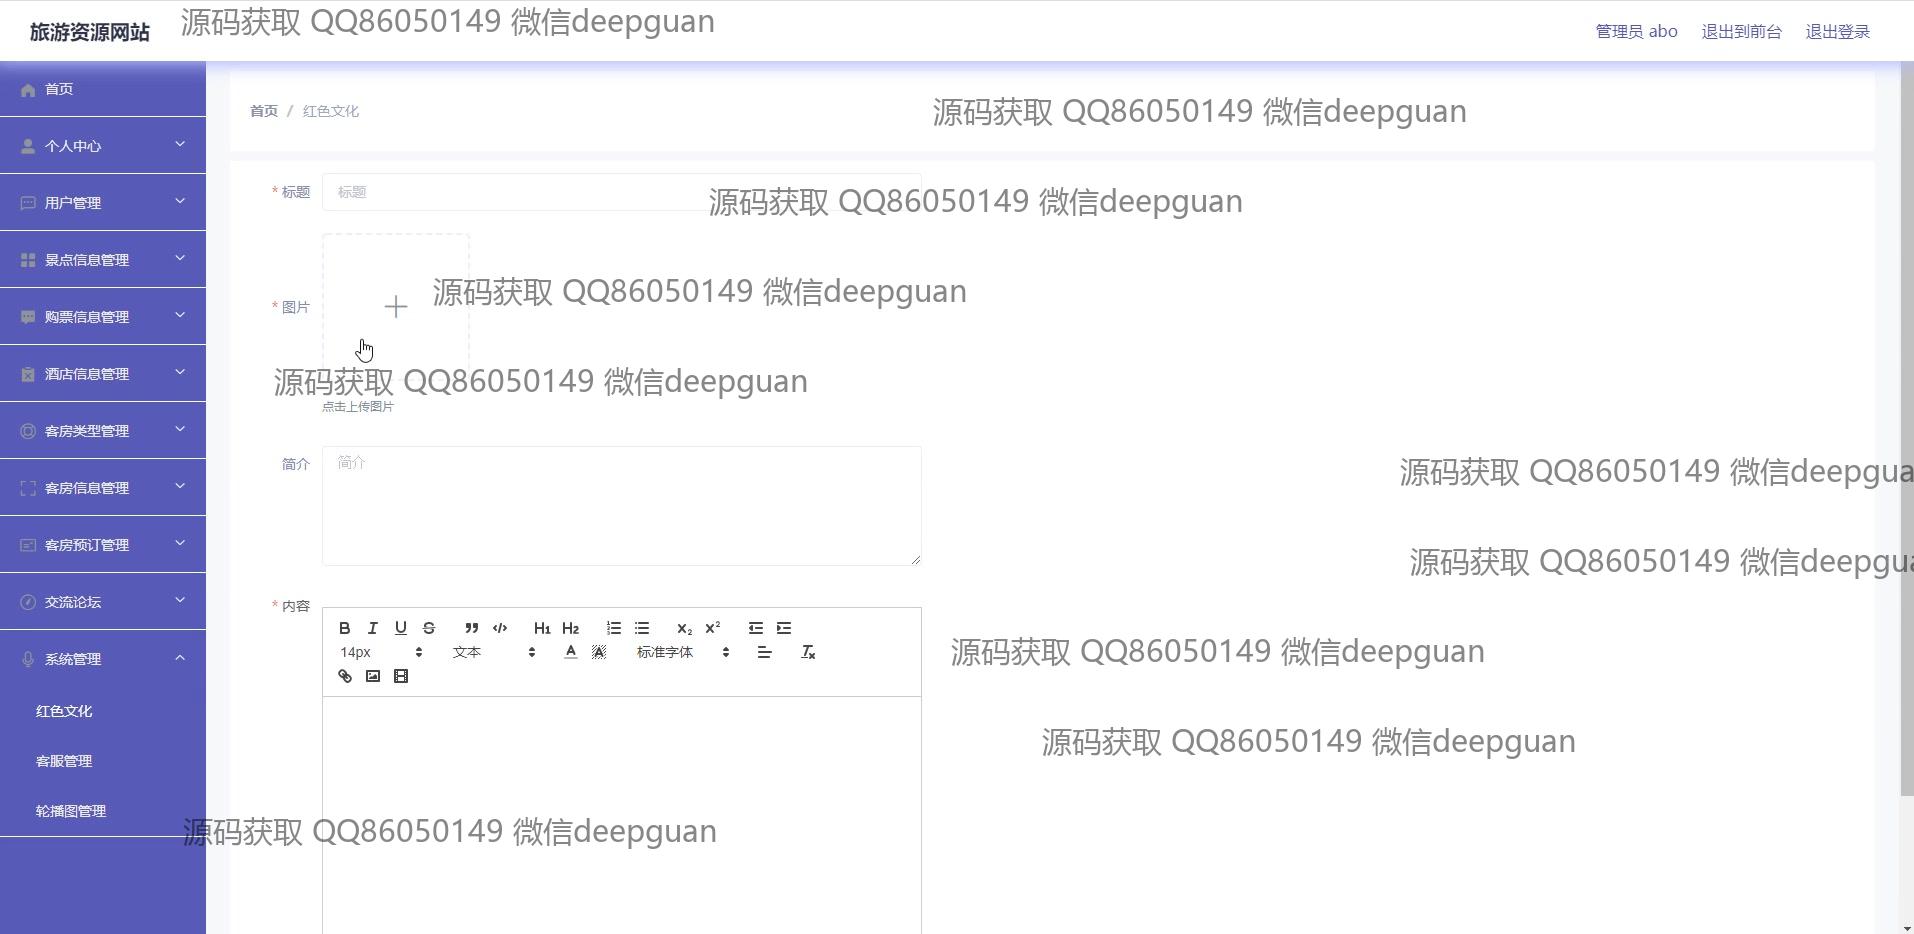 旅游资源网站
源码获取 QQ86050149 微信deepguan
管理员 abo 退出到前台 退出登录
首页
个人中心
用户管理
景点信息管理
购票信息管理
酒店信息管理
客房类型管理
客房信息管理
客房预订管理
交流论坛
系统管理
红色文化
客服管理
轮播图管理
首页 / 红色文化
源码获取 QQ86050149 微信deepguan
* 标题
标题
源码获取 QQ86050149 微信deepguan
* 图片
源码获取 QQ86050149 微信deepguan
源码获取 QQ86050149 微信deepguan
点击上传图片
简介
简介
源码获取 QQ86050149 微信deepgua
源码获取 QQ86050149 微信deepgua
* 内容
B I U S H1 H2 X2 X2
14px 文本 A A 标准字体 Tx
源码获取 QQ86050149 微信deepguan
源码获取 QQ86050149 微信deepguan
源码获取 QQ86050149 微信deepguan